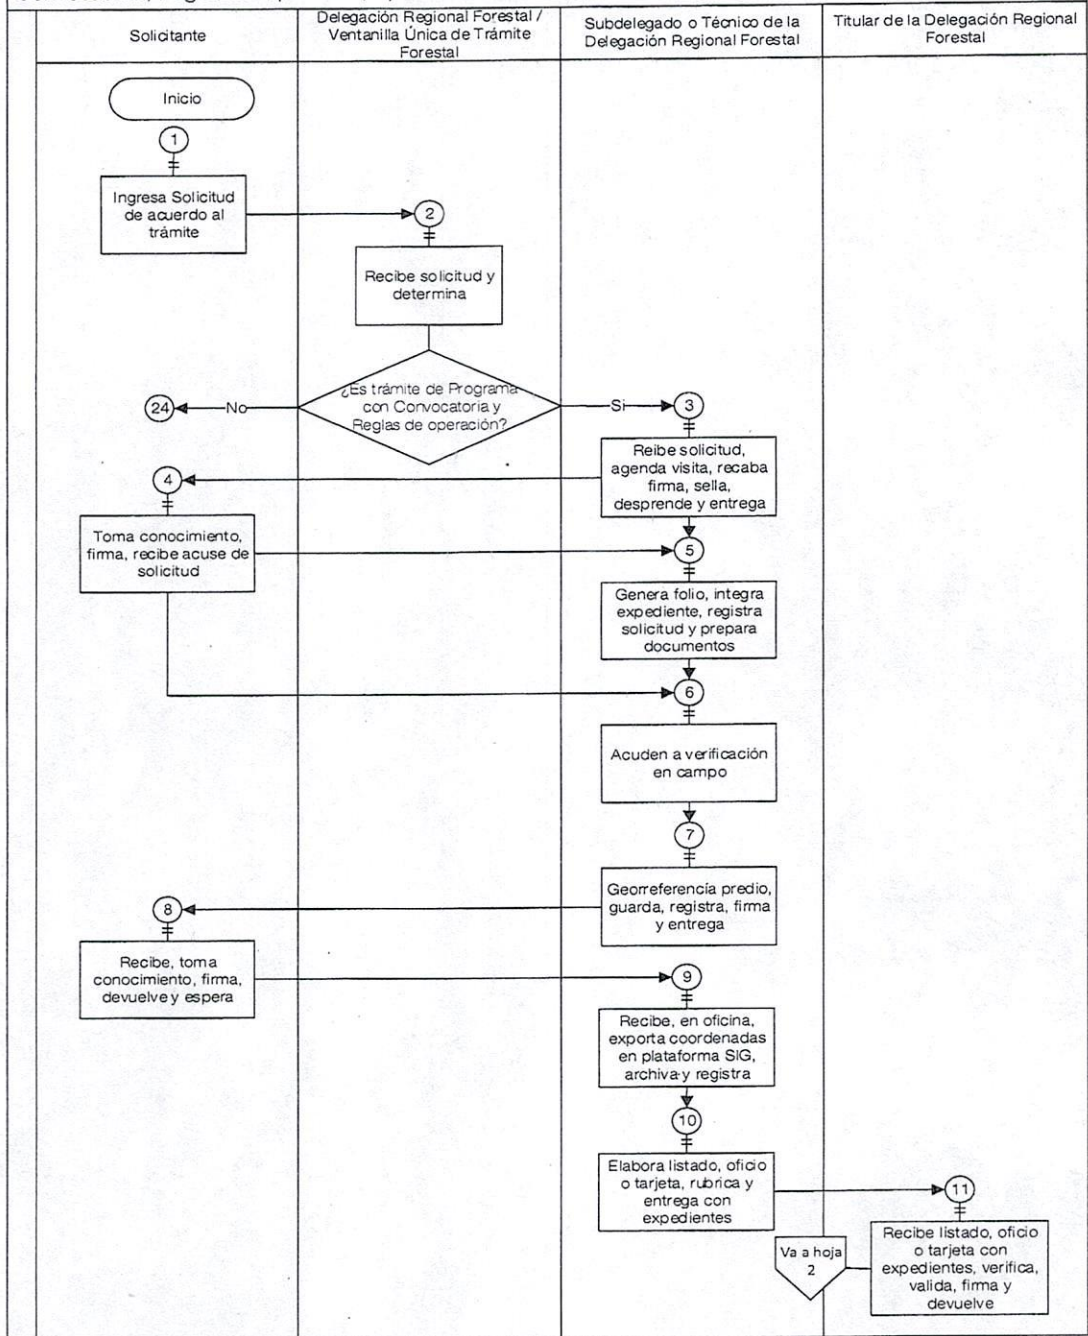 Solicitante
Delegación Regional Forestal /
Ventanilla Única de Trámite
Forestal
Subdelegado o Técnico de la
Delegación Regional Forestal
Titular de la Delegación Regional
Forestal
Inicio
1
Ingresa Solicitud
de acuerdo al
trámite
2
Recibe solicitud y
determina
¿Es trámite de Programa
con Convocatoria y
Reglas de operación?
No
24
Si
3
Reibe solicitud,
agenda visita, recaba
firma, sella,
desprende y entrega
4
Toma conocimiento,
firma, recibe acuse de
solicitud
5
Genera folio, integra
expediente, registra
solicitud y prepara
documentos
6
Acuden a verificación
en campo
7
Georreferencía predio,
guarda, registra, firma
y entrega
8
Recibe, toma
conocimiento, firma,
devuelve y espera
9
Recibe, en oficina,
exporta coordenadas
en plataforma SIG,
archiva y registra
10
Elabora listado, oficio
o tarjeta, rubrica y
entrega con
expedientes
11
Recibe listado, oficio
o tarjeta con
expedientes, verifica,
valida, firma y
devuelve
Va a hoja
2